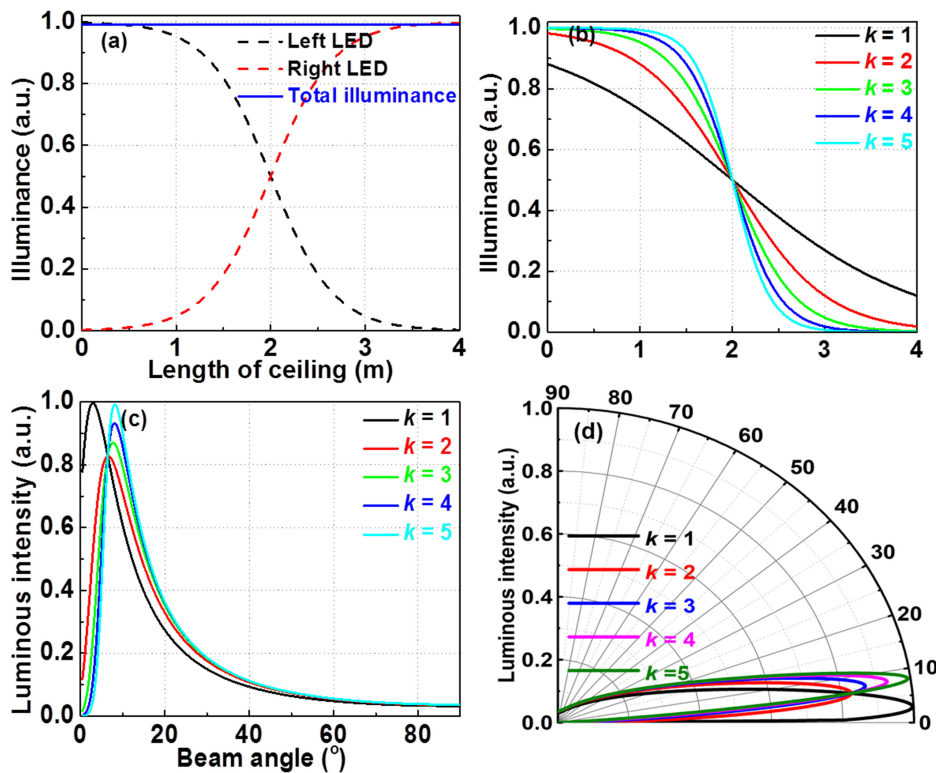 (a)
Left LED
Right LED
Total illuminance
1.0
0.8
0.6
0.4
0.2
0.0
0 1 2 3 4
Illuminance (a.u.)
Length of ceiling (m)
(b)
k = 1
k = 2
k = 3
k = 4
k = 5
1.0
0.8
0.6
0.4
0.2
0.0
0 1 2 3 4
Illuminance (a.u.)
(c)
k = 1
k = 2
k = 3
k = 4
k = 5
1.0
0.8
0.6
0.4
0.2
0.0
0 20 40 60 80
Luminous intensity (a.u.)
Beam angle (°)
(d)
90
80
70
60
50
40
30
20
10
0
1.0
0.8
0.6
0.4
0.2
0.0
Luminous intensity (a.u.)
k = 1
k = 2
k = 3
k = 4
k =5